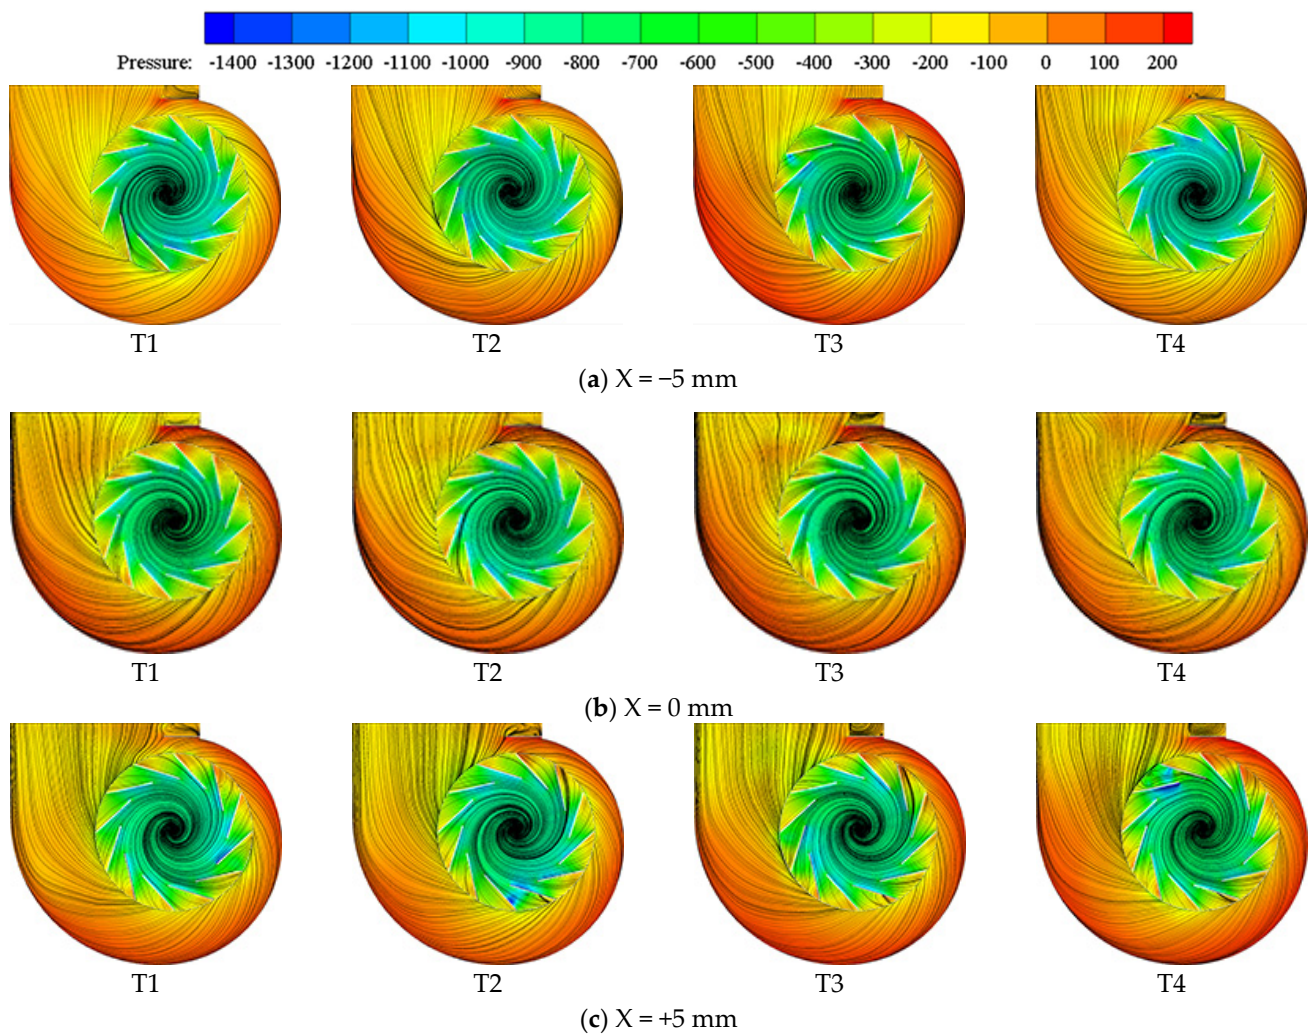 Pressure: -1400 -1300 -1200 -1100 -1000 -900 -800 -700 -600 -500 -400 -300 -200 -100 0 100 200
T1 T2 T3 T4
(a) X = −5 mm
T1 T2 T3 T4
(b) X = 0 mm
T1 T2 T3 T4
(c) X = +5 mm